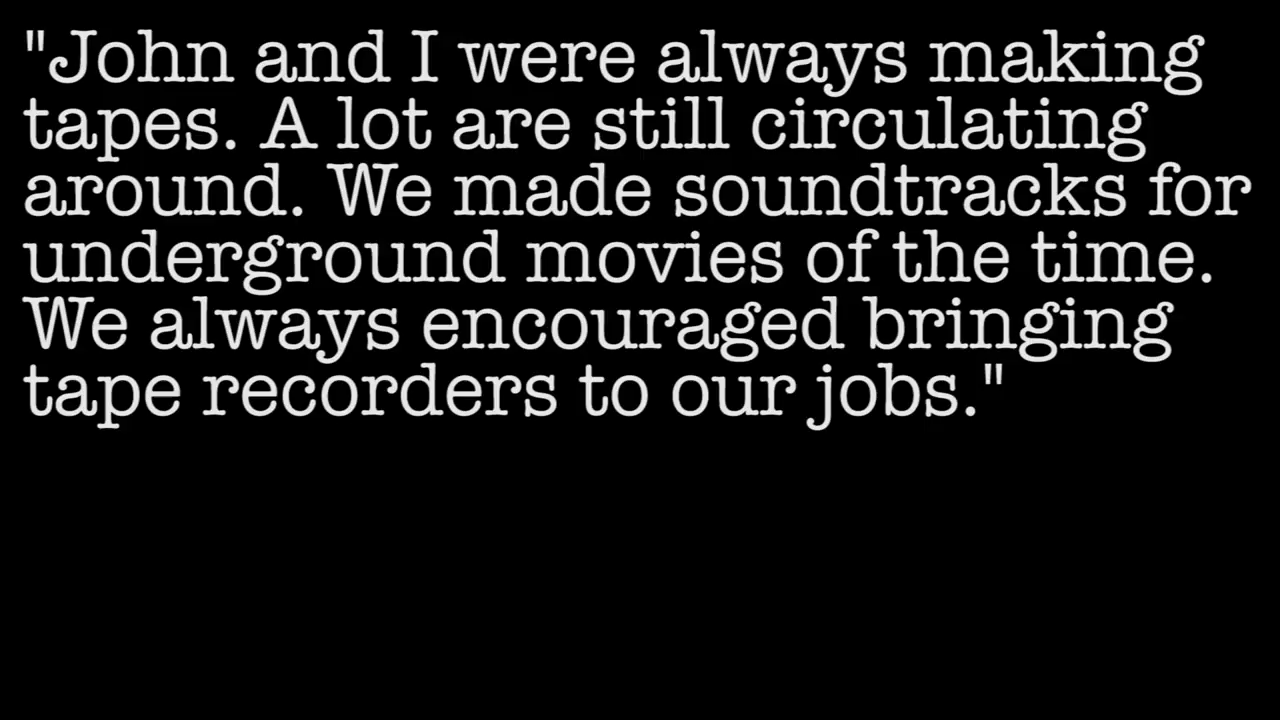 "John and I were always making
tapes. A lot are still circulating
around. We made soundtracks for
underground movies of the time.
We always encouraged bringing
tape recorders to our jobs."